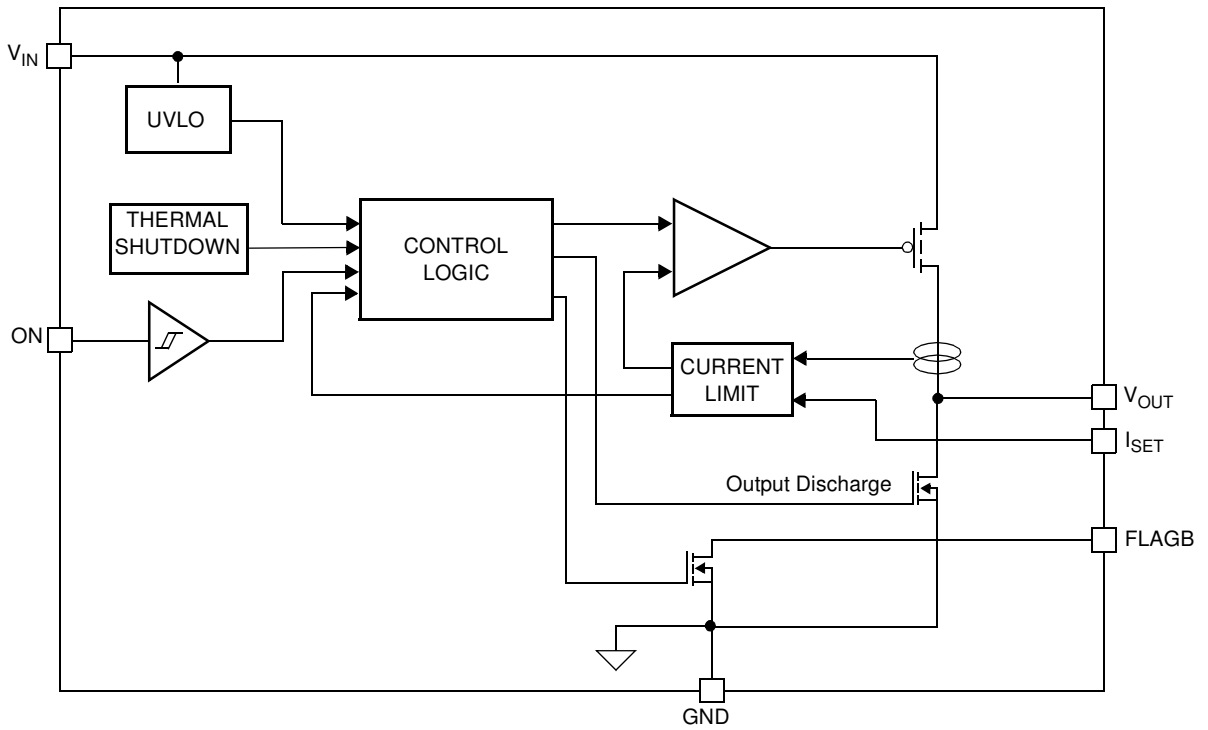 VIN
UVLO
THERMAL
SHUTDOWN
CONTROL
LOGIC
ON
CURRENT
LIMIT
VOUT
ISET
Output Discharge
FLAGB
GND